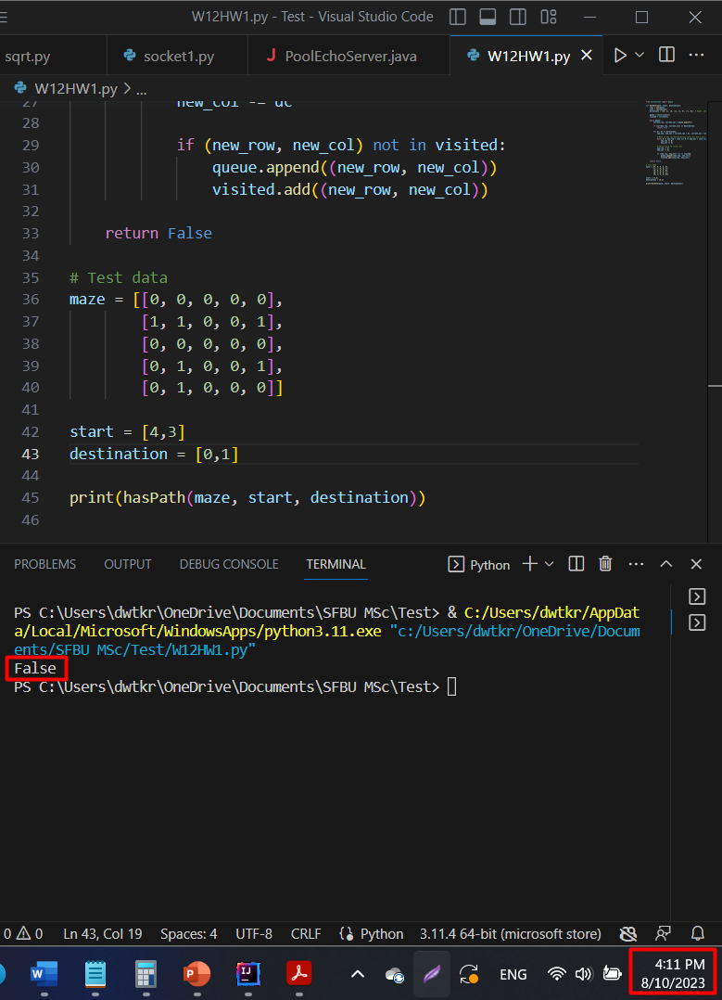 W12HW1.py - Test - Visual Studio Code
sqrt.py socket1.py J PoolEchoServer.java W12HW1.py
W12HW1.py > ...
27 new_col -= dc
28
29 if (new_row, new_col) not in visited:
30 queue.append((new_row, new_col))
31 visited.add((new_row, new_col))
32
33 return False
34
35 # Test data
36 maze = [[0, 0, 0, 0, 0],
37 [1, 1, 0, 0, 1],
38 [0, 0, 0, 0, 0],
39 [0, 1, 0, 0, 1],
40 [0, 1, 0, 0, 0]]
41
42 start = [4,3]
43 destination = [0,1]
44
45 print(hasPath(maze, start, destination))
46
PROBLEMS OUTPUT DEBUG CONSOLE TERMINAL Python
PS C:\Users\dwtkr\OneDrive\Documents\SFBU MSc\Test> & C:/Users/dwtkr/AppDat
a/Local/Microsoft/WindowsApps/python3.11.exe "c:/Users/dwtkr/OneDrive/Docum
ents/SFBU MSc/Test/W12HW1.py"
False
PS C:\Users\dwtkr\OneDrive\Documents\SFBU MSc\Test>
0 0 Ln 43, Col 19 Spaces: 4 UTF-8 CRLF Python 3.11.4 64-bit (microsoft store)
W P IJ ENG 4:11 PM
8/10/2023